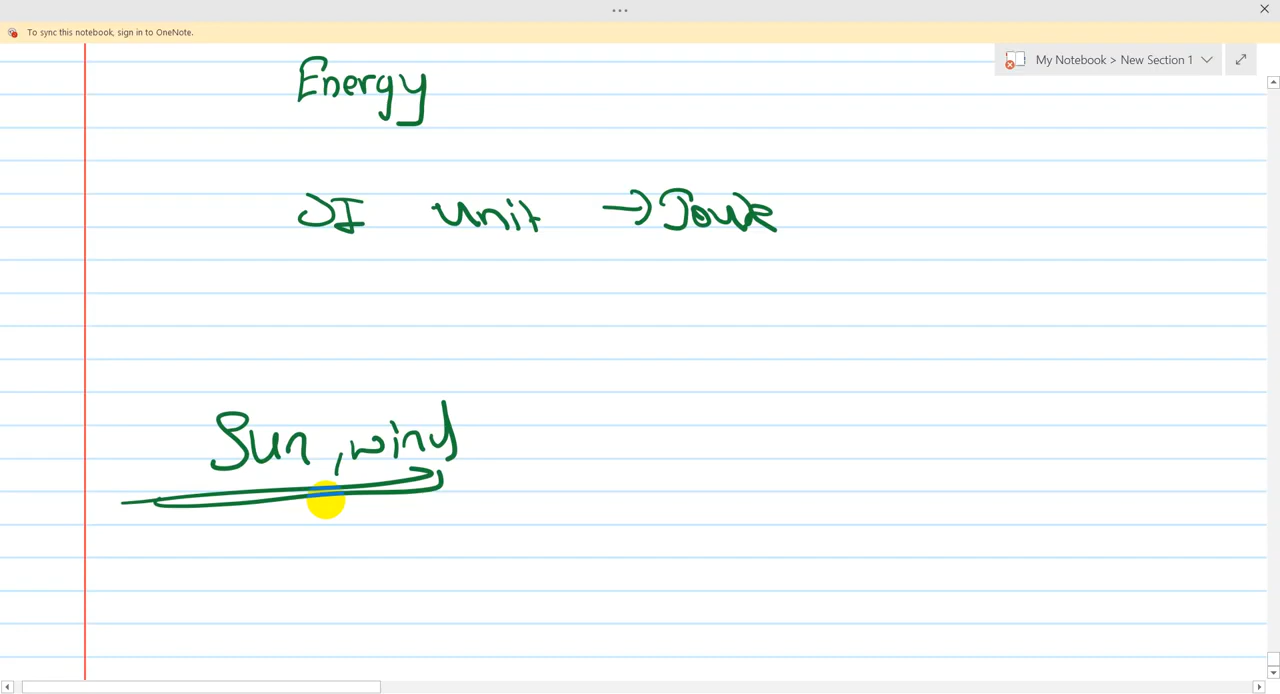 To sync this notebook, sign in to OneNote.
My Notebook > New Section 1
Energy
SI unit → Joule
Sun, wind